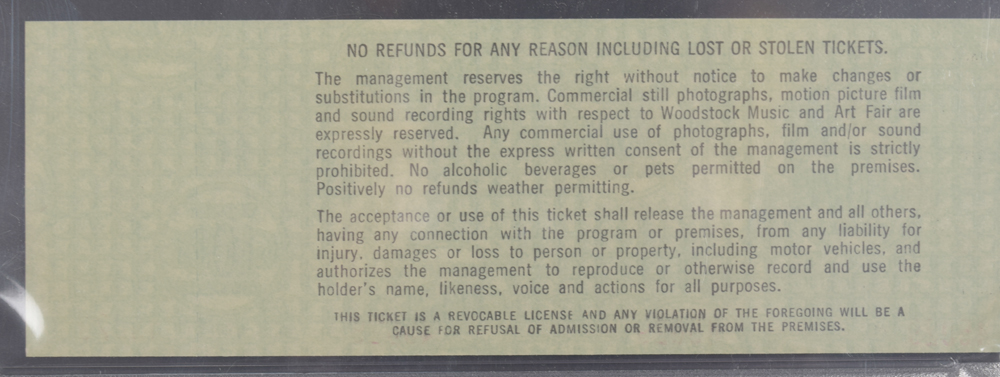 NO REFUNDS FOR ANY REASON INCLUDING LOST OR STOLEN TICKETS.
The management reserves the right without notice to make changes or
substitutions in the program. Commercial still photographs, motion picture film
and sound recording rights with respect to Woodstock Music and Art Fair are
expressly reserved. Any commercial use of photographs, film and/or sound
recordings without the express written consent of the management is strictly
prohibited. No alcoholic beverages or pets permitted on the premises.
Positively no refunds weather permitting.
The acceptance or use of this ticket shall release the management and all others,
having any connection with the program or premises, from any liability for
injury, damages or loss to person or property, including motor vehicles, and
authorizes the management to reproduce or otherwise record and use the
holder's name, likeness, voice and actions for all purposes.
THIS TICKET IS A REVOCABLE LICENSE AND ANY VIOLATION OF THE FOREGOING WILL BE A
CAUSE FOR REFUSAL OF ADMISSION OR REMOVAL FROM THE PREMISES.